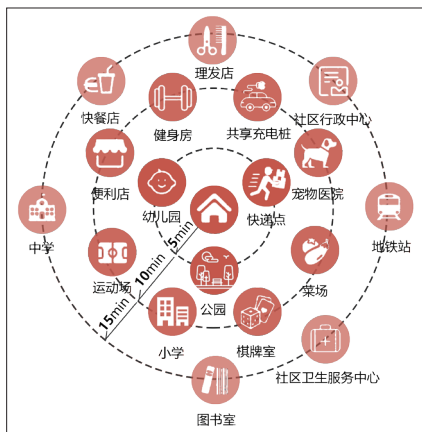 理发店
快餐店
社区行政中心
健身房
共享充电桩
便利店
宠物医院
幼儿园
快递点
中学
地铁站
5min
10min
15min
运动场
公园
菜场
小学
棋牌室
社区卫生服务中心
图书室